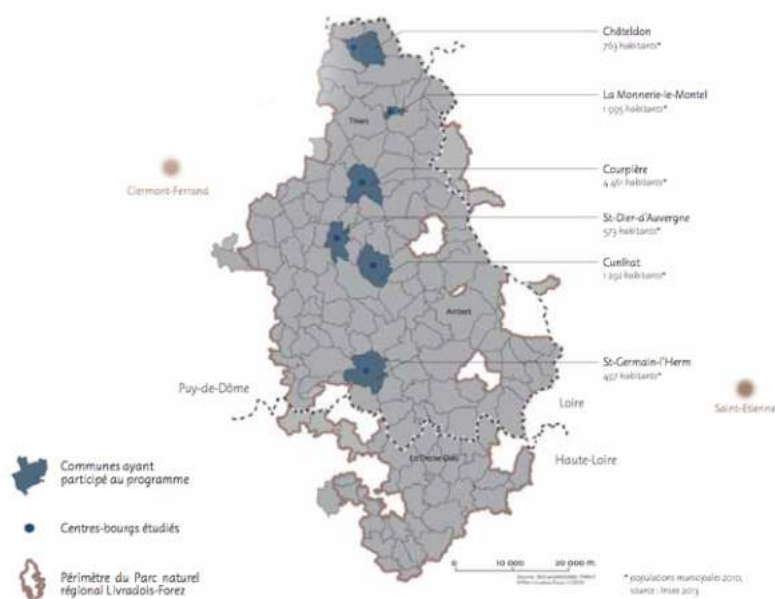 Châteldon
763 habitants*
La Monnerie-le-Montel
1 995 habitants*
Thiers
Courpière
4 461 habitants*
Clermont-Ferrand
St-Dier-d'Auvergne
573 habitants*
Cunlhat
1 292 habitants*
Ambert
St-Germain-l'Herm
497 habitants*
Puy-de-Dôme
Loire
Saint-Etienne
Haute-Loire
Communes ayant
participé au programme
Centres-bourgs étudiés
Périmètre du Parc naturel
régional Livradois-Forez
0 10 000 20 000 m.
* populations municipales 2010,
source : Insee 2013